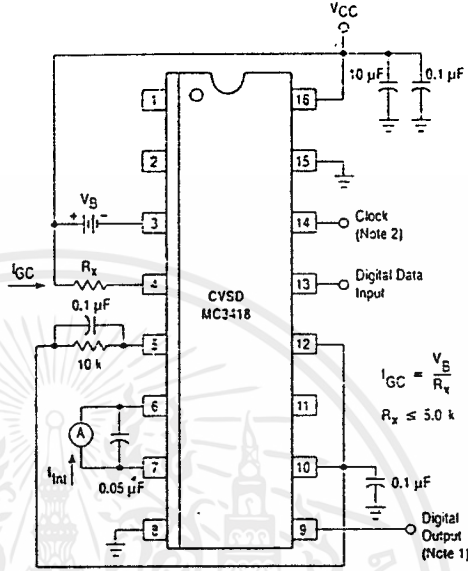 VCC
10 µF
0.1 µF
1
16
2
15
VB
+
−
3
14
Clock
(Note 2)
IGC
Rx
4
13
Digital Data
Input
CVSD
MC3418
0.1 µF
5
12
10 k
IGC = VB / Rx
6
11
Rx ≤ 5.0 k
A
IInt
7
10
0.05 µF
0.1 µF
8
9
Digital
Output
(Note 1)